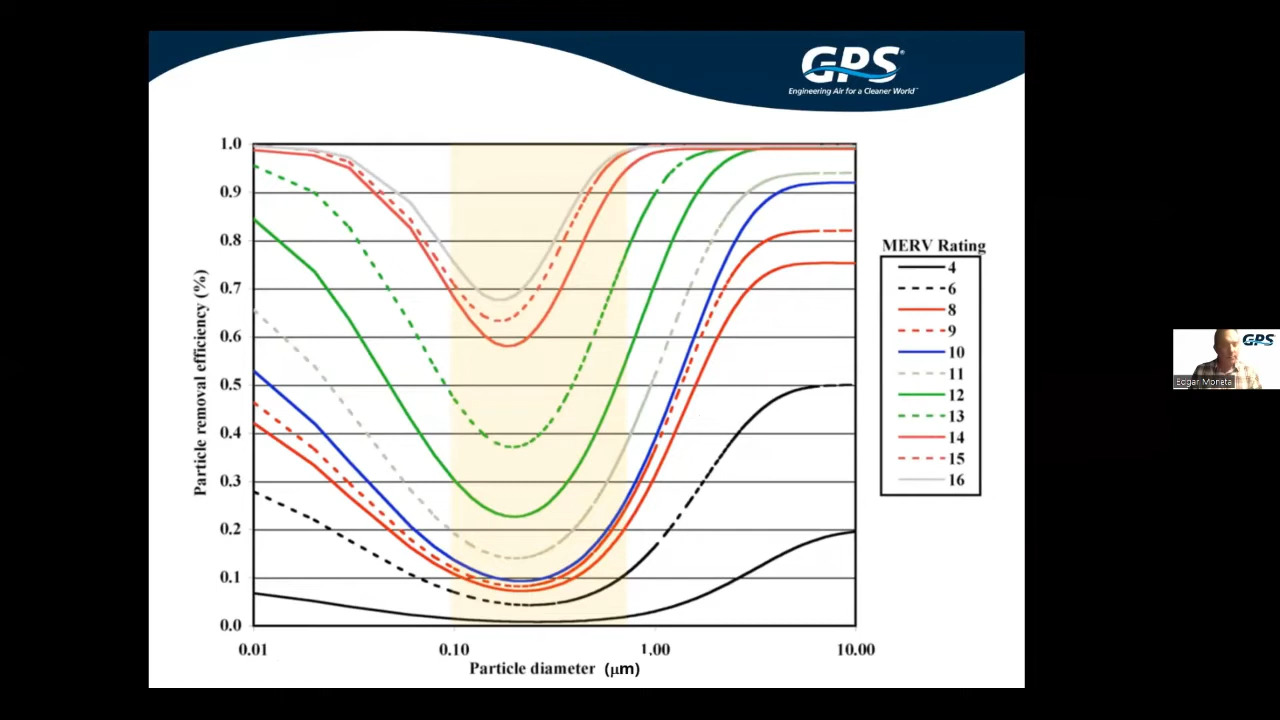 GPS®
Engineering Air for a Cleaner World™
1.0
0.9
0.8
0.7
0.6
0.5
0.4
0.3
0.2
0.1
0.0
Particle removal efficiency (%)
0.01 0.10 1.00 10.00
Particle diameter (μm)
MERV Rating
4
6
8
9
10
11
12
13
14
15
16
GPS
Edgar Moneta